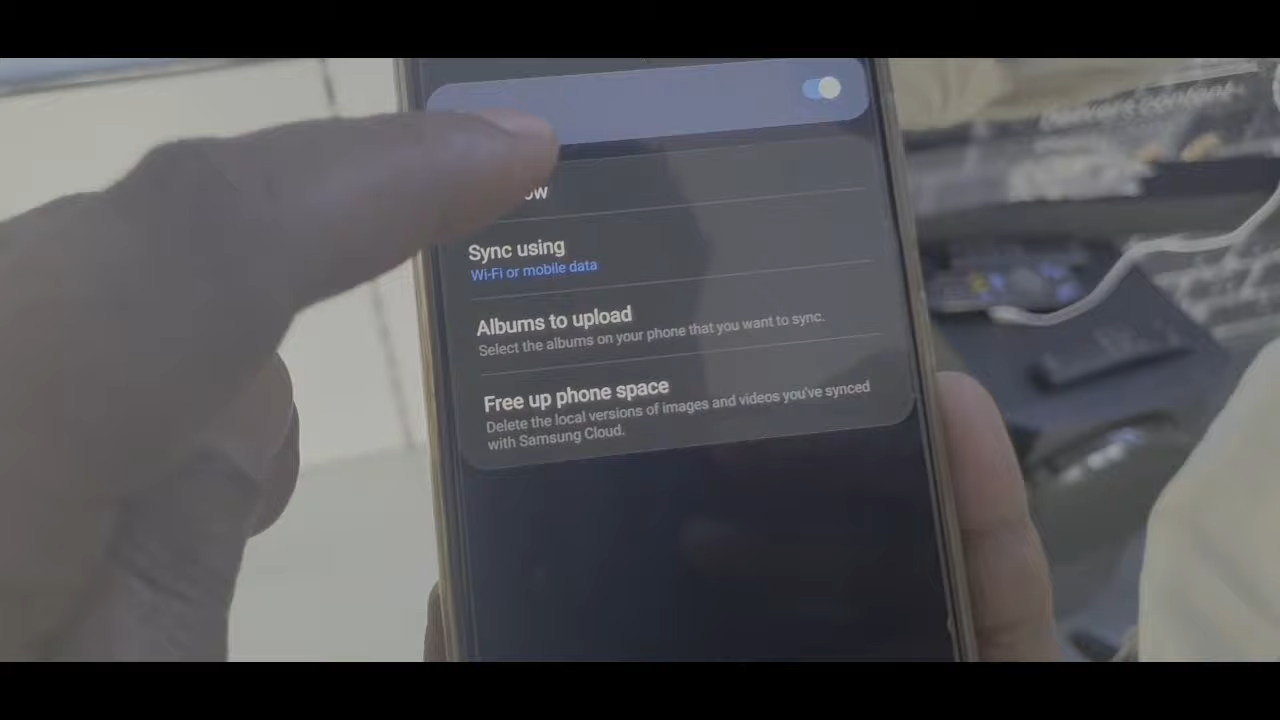 Sync using
Wi-Fi or mobile data
Albums to upload
Select the albums on your phone that you want to sync.
Free up phone space
Delete the local versions of images and videos you've synced
with Samsung Cloud.